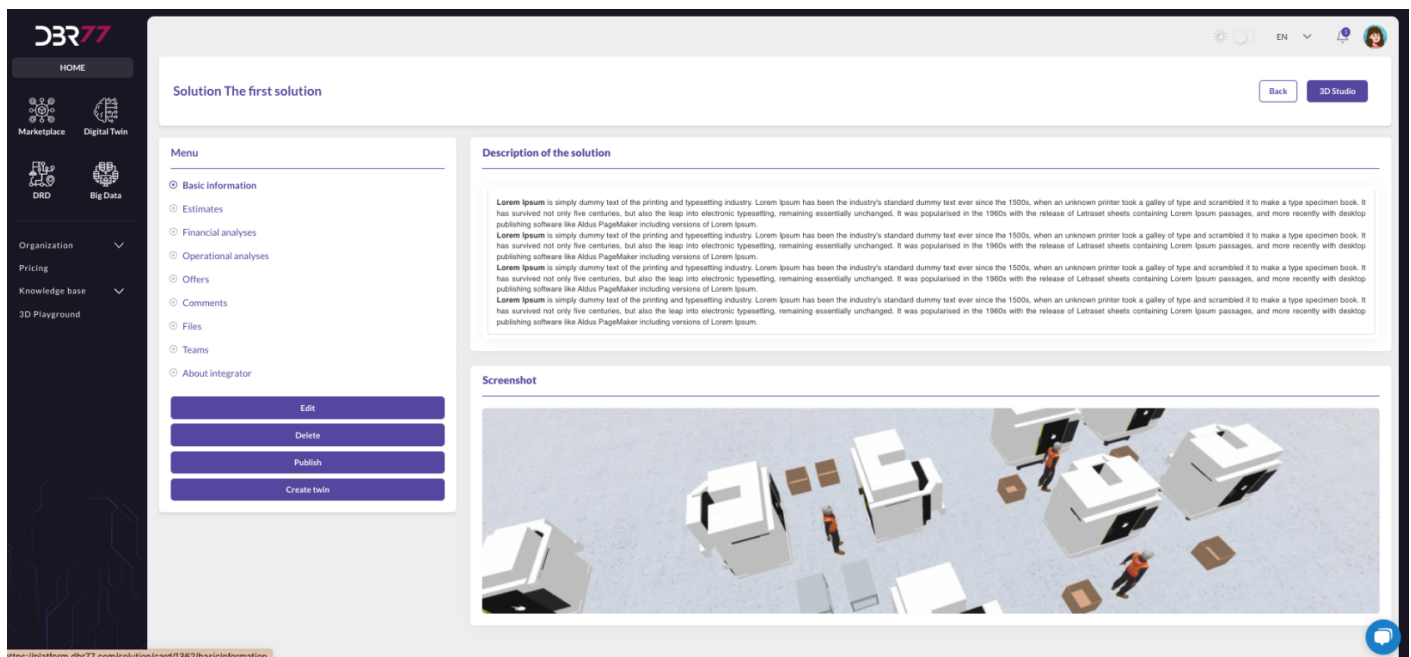 DBR77
HOME
Marketplace
Digital Twin
DRD
Big Data
Organization
Pricing
Knowledge base
3D Playground
EN
Solution The first solution
Back
3D Studio
Menu
Basic information
Estimates
Financial analyses
Operational analyses
Offers
Comments
Files
Teams
About integrator
Edit
Delete
Publish
Create twin
Description of the solution
Lorem Ipsum is simply dummy text of the printing and typesetting industry. Lorem Ipsum has been the industry's standard dummy text ever since the 1500s, when an unknown printer took a galley of type and scrambled it to make a type specimen book. It
has survived not only five centuries, but also the leap into electronic typesetting, remaining essentially unchanged. It was popularised in the 1960s with the release of Letraset sheets containing Lorem Ipsum passages, and more recently with desktop
publishing software like Aldus PageMaker including versions of Lorem Ipsum.
Lorem Ipsum is simply dummy text of the printing and typesetting industry. Lorem Ipsum has been the industry's standard dummy text ever since the 1500s, when an unknown printer took a galley of type and scrambled it to make a type specimen book. It
has survived not only five centuries, but also the leap into electronic typesetting, remaining essentially unchanged. It was popularised in the 1960s with the release of Letraset sheets containing Lorem Ipsum passages, and more recently with desktop
publishing software like Aldus PageMaker including versions of Lorem Ipsum.
Lorem Ipsum is simply dummy text of the printing and typesetting industry. Lorem Ipsum has been the industry's standard dummy text ever since the 1500s, when an unknown printer took a galley of type and scrambled it to make a type specimen book. It
has survived not only five centuries, but also the leap into electronic typesetting, remaining essentially unchanged. It was popularised in the 1960s with the release of Letraset sheets containing Lorem Ipsum passages, and more recently with desktop
publishing software like Aldus PageMaker including versions of Lorem Ipsum.
Lorem Ipsum is simply dummy text of the printing and typesetting industry. Lorem Ipsum has been the industry's standard dummy text ever since the 1500s, when an unknown printer took a galley of type and scrambled it to make a type specimen book. It
has survived not only five centuries, but also the leap into electronic typesetting, remaining essentially unchanged. It was popularised in the 1960s with the release of Letraset sheets containing Lorem Ipsum passages, and more recently with desktop
publishing software like Aldus PageMaker including versions of Lorem Ipsum.
Screenshot
https://platform.dbr77.com/solution/card/1362/basicInformation